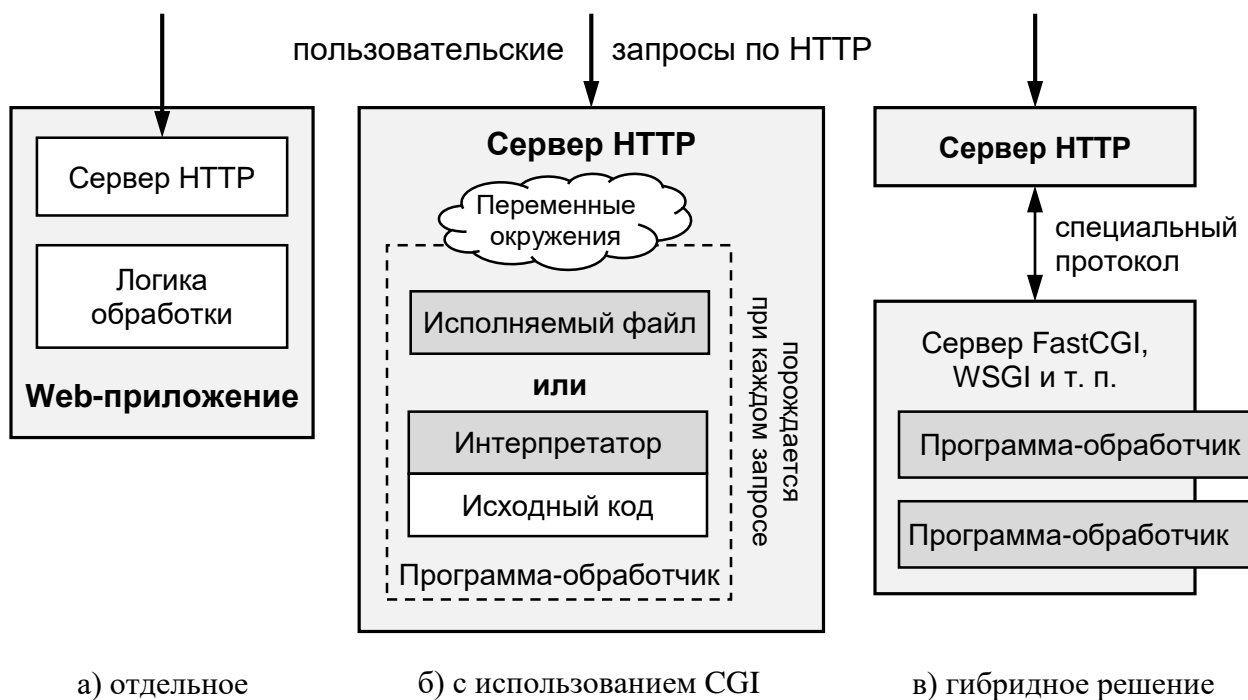 пользовательские запросы по HTTP
Сервер HTTP
Логика
обработки
Web-приложение
Сервер HTTP
Переменные
окружения
Исполняемый файл
или
Интерпретатор
Исходный код
Программа-обработчик
порождается
при каждом запросе
Сервер HTTP
специальный
протокол
Сервер FastCGI,
WSGI и т. п.
Программа-обработчик
Программа-обработчик
а) отдельное
б) с использованием CGI
в) гибридное решение